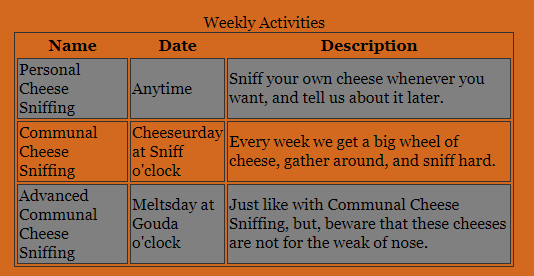 Weekly Activities
Name Date Description
Personal
Cheese
Sniffing
Anytime
Sniff your own cheese whenever you
want, and tell us about it later.
Communal
Cheese
Sniffing
Cheeseurday
at Sniff
o'clock
Every week we get a big wheel of
cheese, gather around, and sniff hard.
Advanced
Communal
Cheese
Sniffing
Meltsday at
Gouda
o'clock
Just like with Communal Cheese
Sniffing, but, beware that these cheeses
are not for the weak of nose.